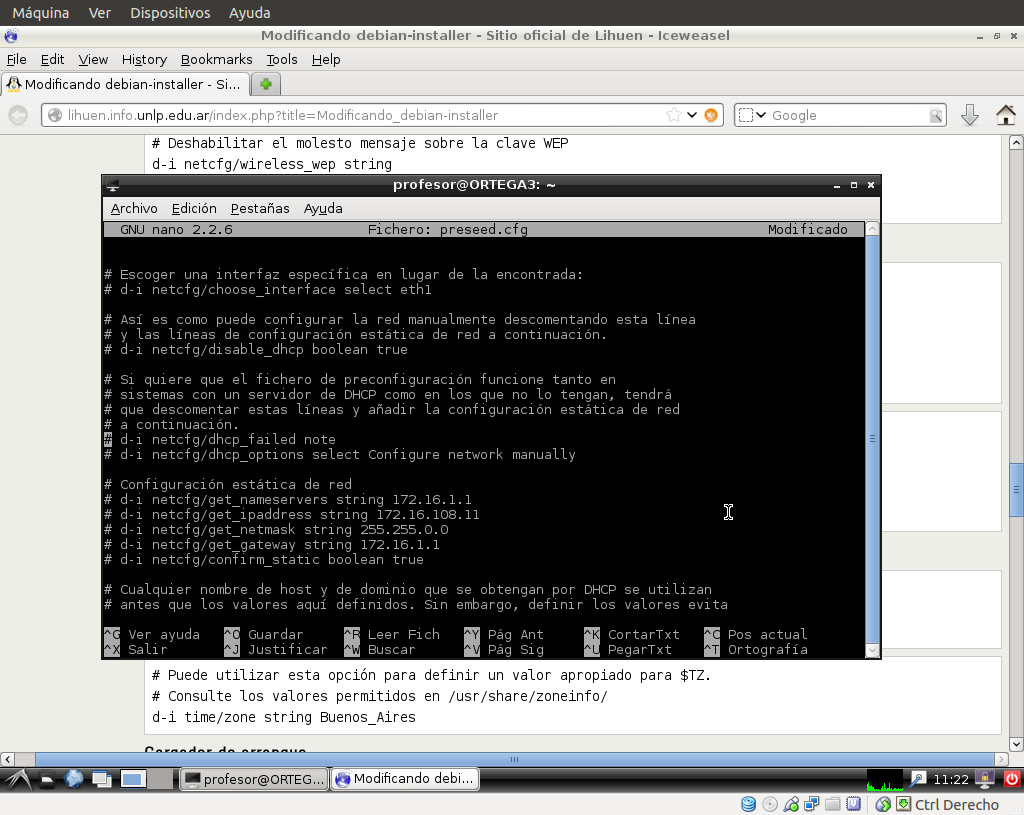 Máquina Ver Dispositivos Ayuda
Modificando debian-installer - Sitio oficial de Lihuen - Iceweasel
File Edit View History Bookmarks Tools Help
Modificando debian-installer - Si...
lihuen.info.unlp.edu.ar/index.php?title=Modificando_debian-installer
Google
# Deshabilitar el molesto mensaje sobre la clave WEP
d-i netcfg/wireless_wep string
profesor@ORTEGA3: ~
Archivo Edición Pestañas Ayuda
GNU nano 2.2.6 Fichero: preseed.cfg Modificado
# Escoger una interfaz específica en lugar de la encontrada:
# d-i netcfg/choose_interface select eth1
# Así es como puede configurar la red manualmente descomentando esta línea
# y las líneas de configuración estática de red a continuación.
# d-i netcfg/disable_dhcp boolean true
# Si quiere que el fichero de preconfiguración funcione tanto en
# sistemas con un servidor de DHCP como en los que no lo tengan, tendrá
# que descomentar estas líneas y añadir la configuración estática de red
# a continuación.
# d-i netcfg/dhcp_failed note
# d-i netcfg/dhcp_options select Configure network manually
# Configuración estática de red
# d-i netcfg/get_nameservers string 172.16.1.1
# d-i netcfg/get_ipaddress string 172.16.108.11
# d-i netcfg/get_netmask string 255.255.0.0
# d-i netcfg/get_gateway string 172.16.1.1
# d-i netcfg/confirm_static boolean true
# Cualquier nombre de host y de dominio que se obtengan por DHCP se utilizan
# antes que los valores aquí definidos. Sin embargo, definir los valores evita
^G Ver ayuda ^O Guardar ^R Leer Fich ^Y Pág Ant ^K CortarTxt ^C Pos actual
^X Salir ^J Justificar ^W Buscar ^V Pág Sig ^U PegarTxt ^T Ortografía
# Puede utilizar esta opción para definir un valor apropiado para $TZ.
# Consulte los valores permitidos en /usr/share/zoneinfo/
d-i time/zone string Buenos_Aires
Cargador de arranque
profesor@ORTEG... Modificando debi... 11:22
Ctrl Derecho